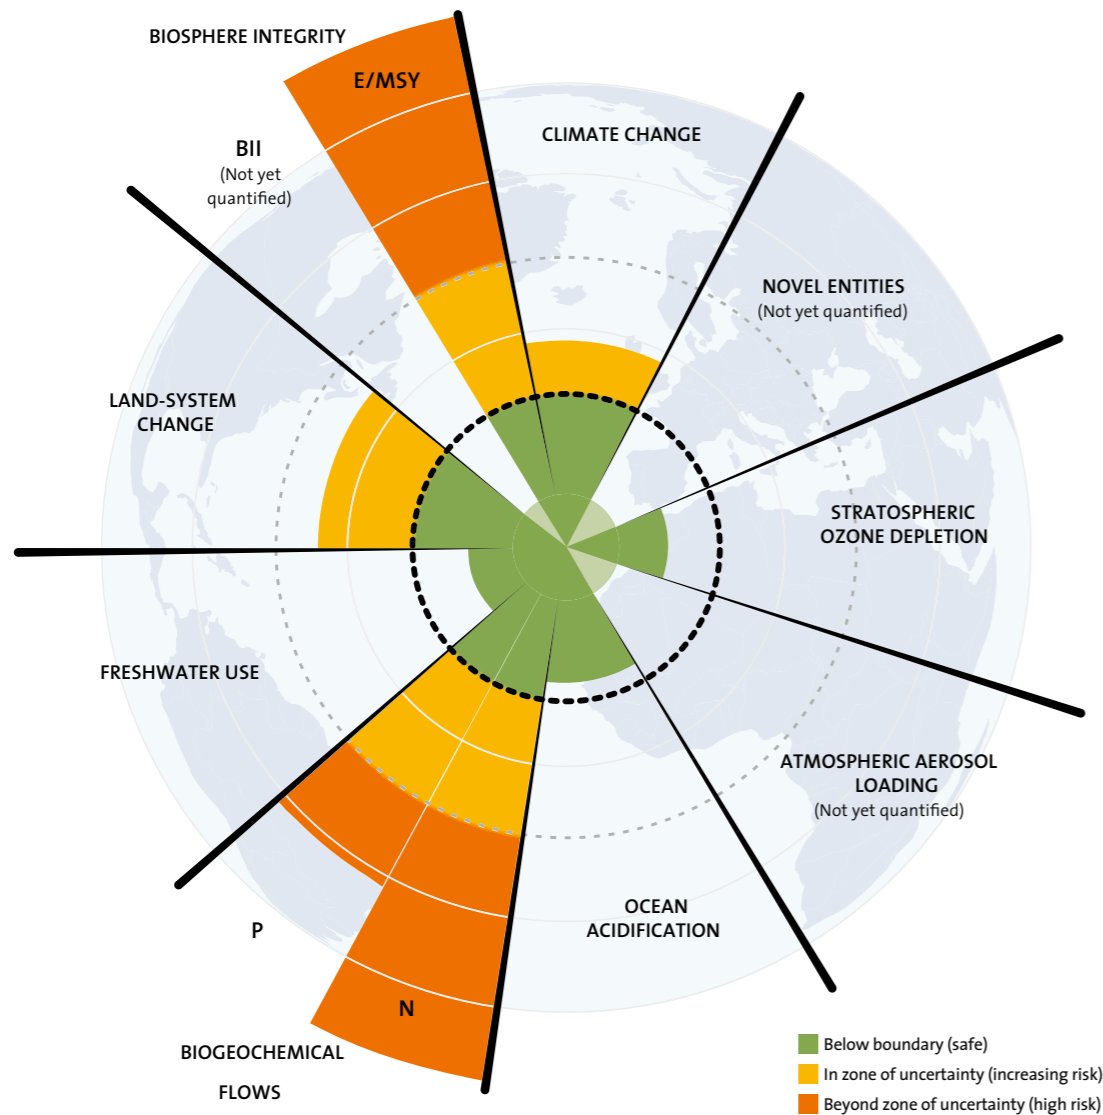 BIOSPHERE INTEGRITY
E/MSY
BII
(Not yet
quantified)
CLIMATE CHANGE
NOVEL ENTITIES
(Not yet quantified)
LAND-SYSTEM
CHANGE
STRATOSPHERIC
OZONE DEPLETION
FRESHWATER USE
ATMOSPHERIC AEROSOL
LOADING
(Not yet quantified)
OCEAN
ACIDIFICATION
P
N
BIOGEOCHEMICAL
FLOWS
Below boundary (safe)
In zone of uncertainty (increasing risk)
Beyond zone of uncertainty (high risk)